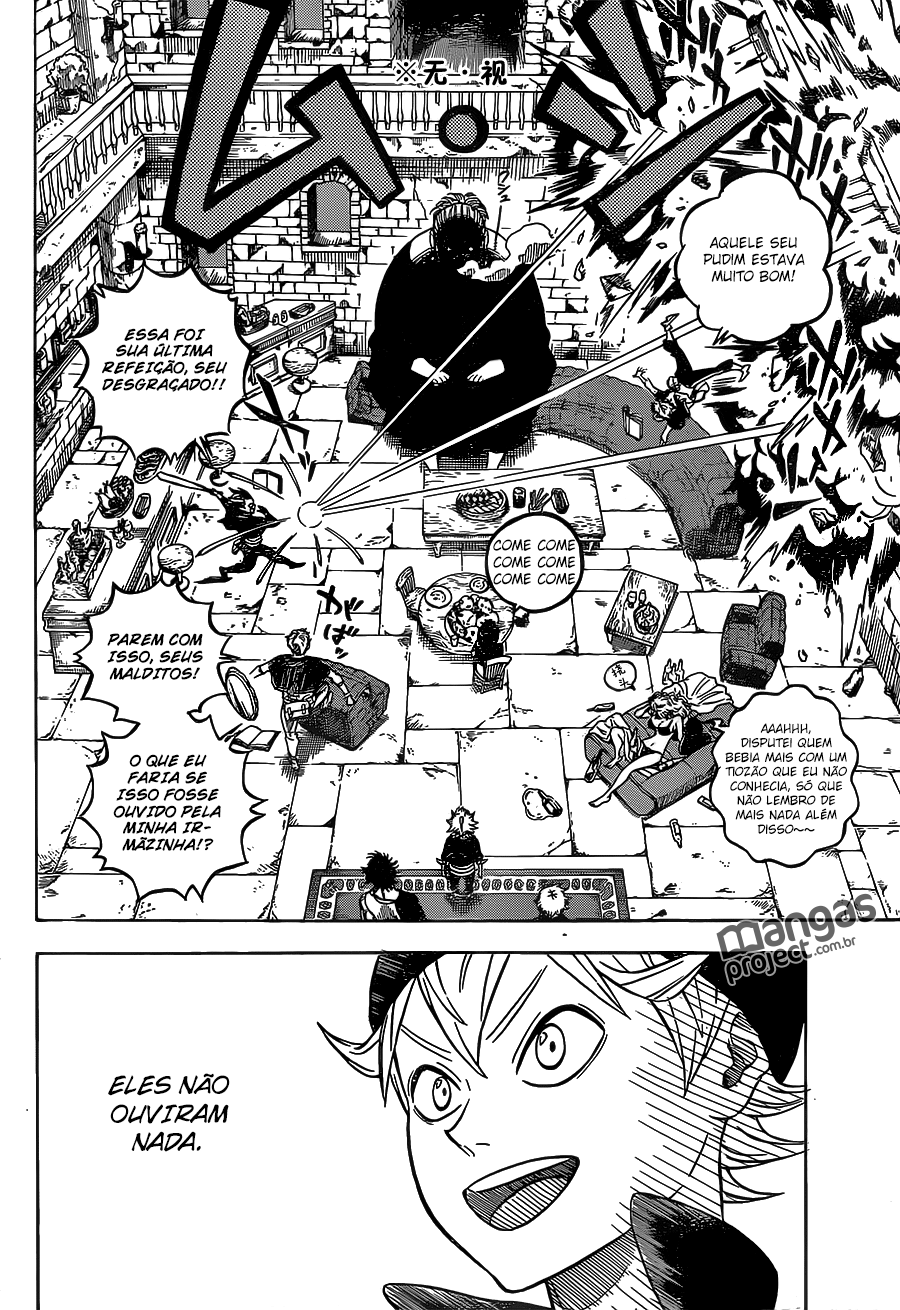 ム・ソ
※无・视
AQUELE SEU
PUDIM ESTAVA
MUITO BOM!
ESSA FOI
SUA ÚLTIMA
REFEIÇÃO, SEU
DESGRAÇADO!!
COME COME
COME COME
COME COME
PAREM COM
ISSO, SEUS
MALDITOS!
O QUE EU
FARIA SE
ISSO FOSSE
OUVIDO PELA
MINHA IR-
MÃZINHA!?
AAAHHH,
DISPUTEI QUEM
BEBIA MAIS COM UM
TIOZÃO QUE EU NÃO
CONHECIA, SÓ QUE
NÃO LEMBRO DE
MAIS NADA ALÉM
DISSO~~
mangas
project.com.br
ELES NÃO
OUVIRAM
NADA.